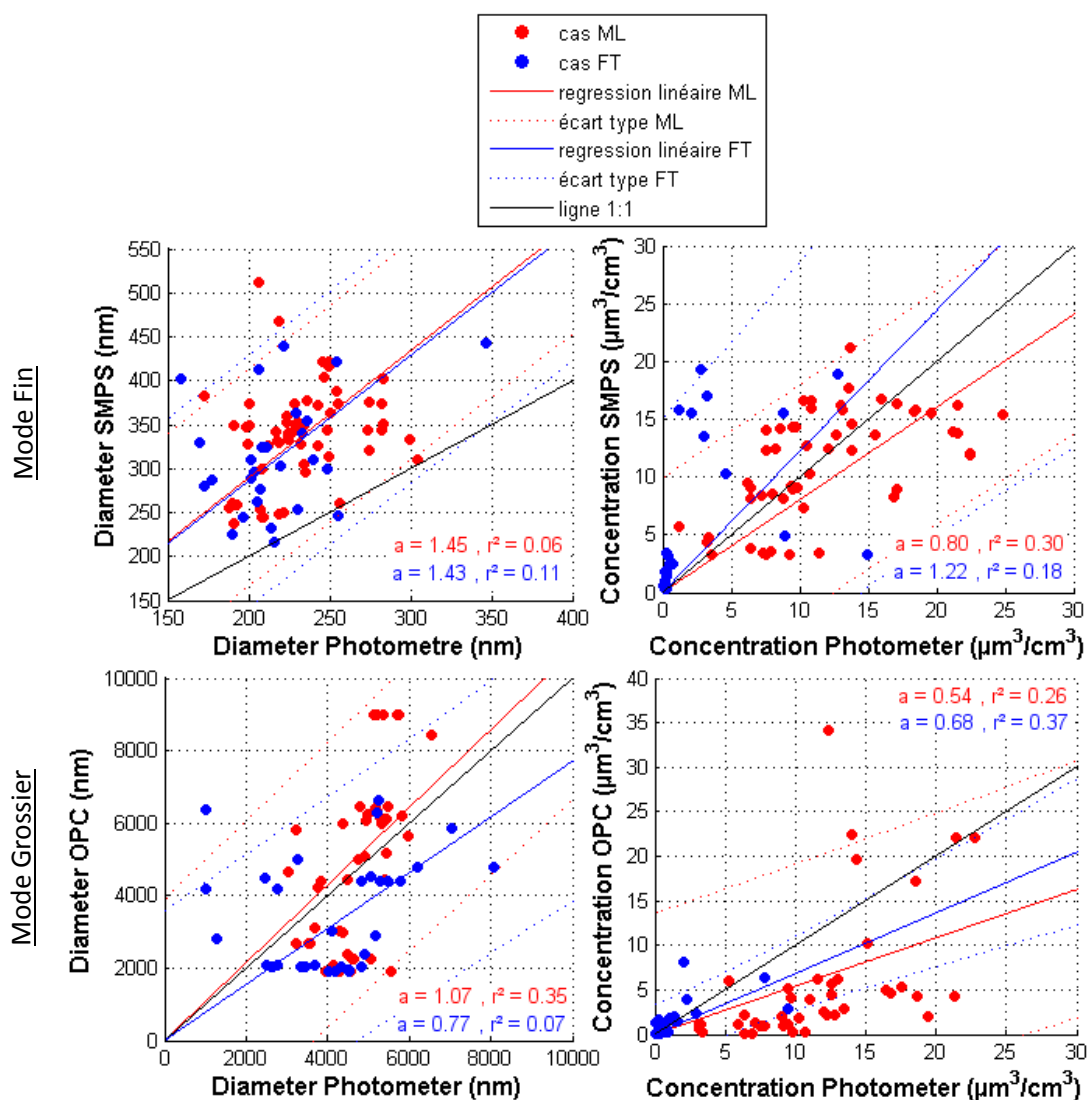 cas ML
cas FT
regression linéaire ML
écart type ML
regression linéaire FT
écart type FT
ligne 1:1
Mode Fin
Diameter SMPS (nm)
550
500
450
400
350
300
250
200
150
150 200 250 300 350 400
Diameter Photometre (nm)
a = 1.45 , r² = 0.06
a = 1.43 , r² = 0.11
Concentration SMPS (µm³/cm³)
30
25
20
15
10
5
0
0 5 10 15 20 25 30
Concentration Photometer (µm³/cm³)
a = 0.80 , r² = 0.30
a = 1.22 , r² = 0.18
Mode Grossier
Diameter OPC (nm)
10000
8000
6000
4000
2000
0
0 2000 4000 6000 8000 10000
Diameter Photometer (nm)
a = 1.07 , r² = 0.35
a = 0.77 , r² = 0.07
Concentration OPC (µm³/cm³)
40
35
30
25
20
15
10
5
0
0 5 10 15 20 25 30
Concentration Photometer (µm³/cm³)
a = 0.54 , r² = 0.26
a = 0.68 , r² = 0.37